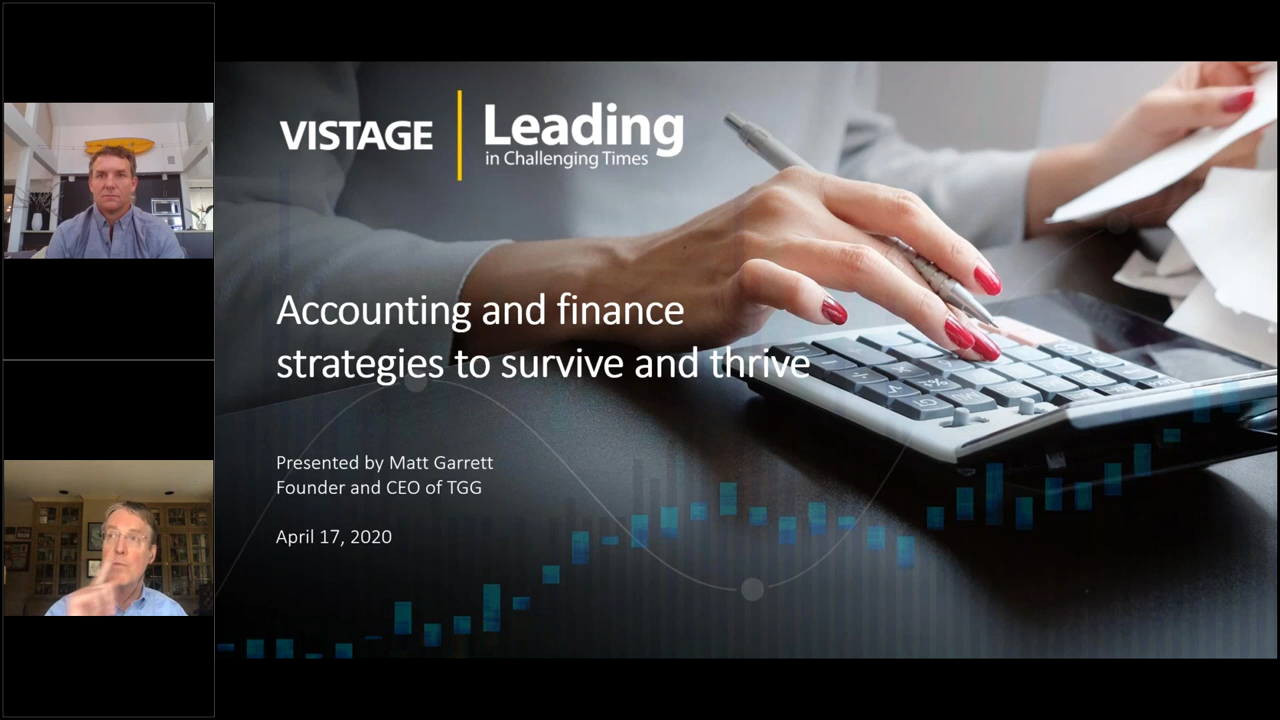 VISTAGE
Leading
in Challenging Times
Accounting and finance
strategies to survive and thrive
Presented by Matt Garrett
Founder and CEO of TGG
April 17, 2020